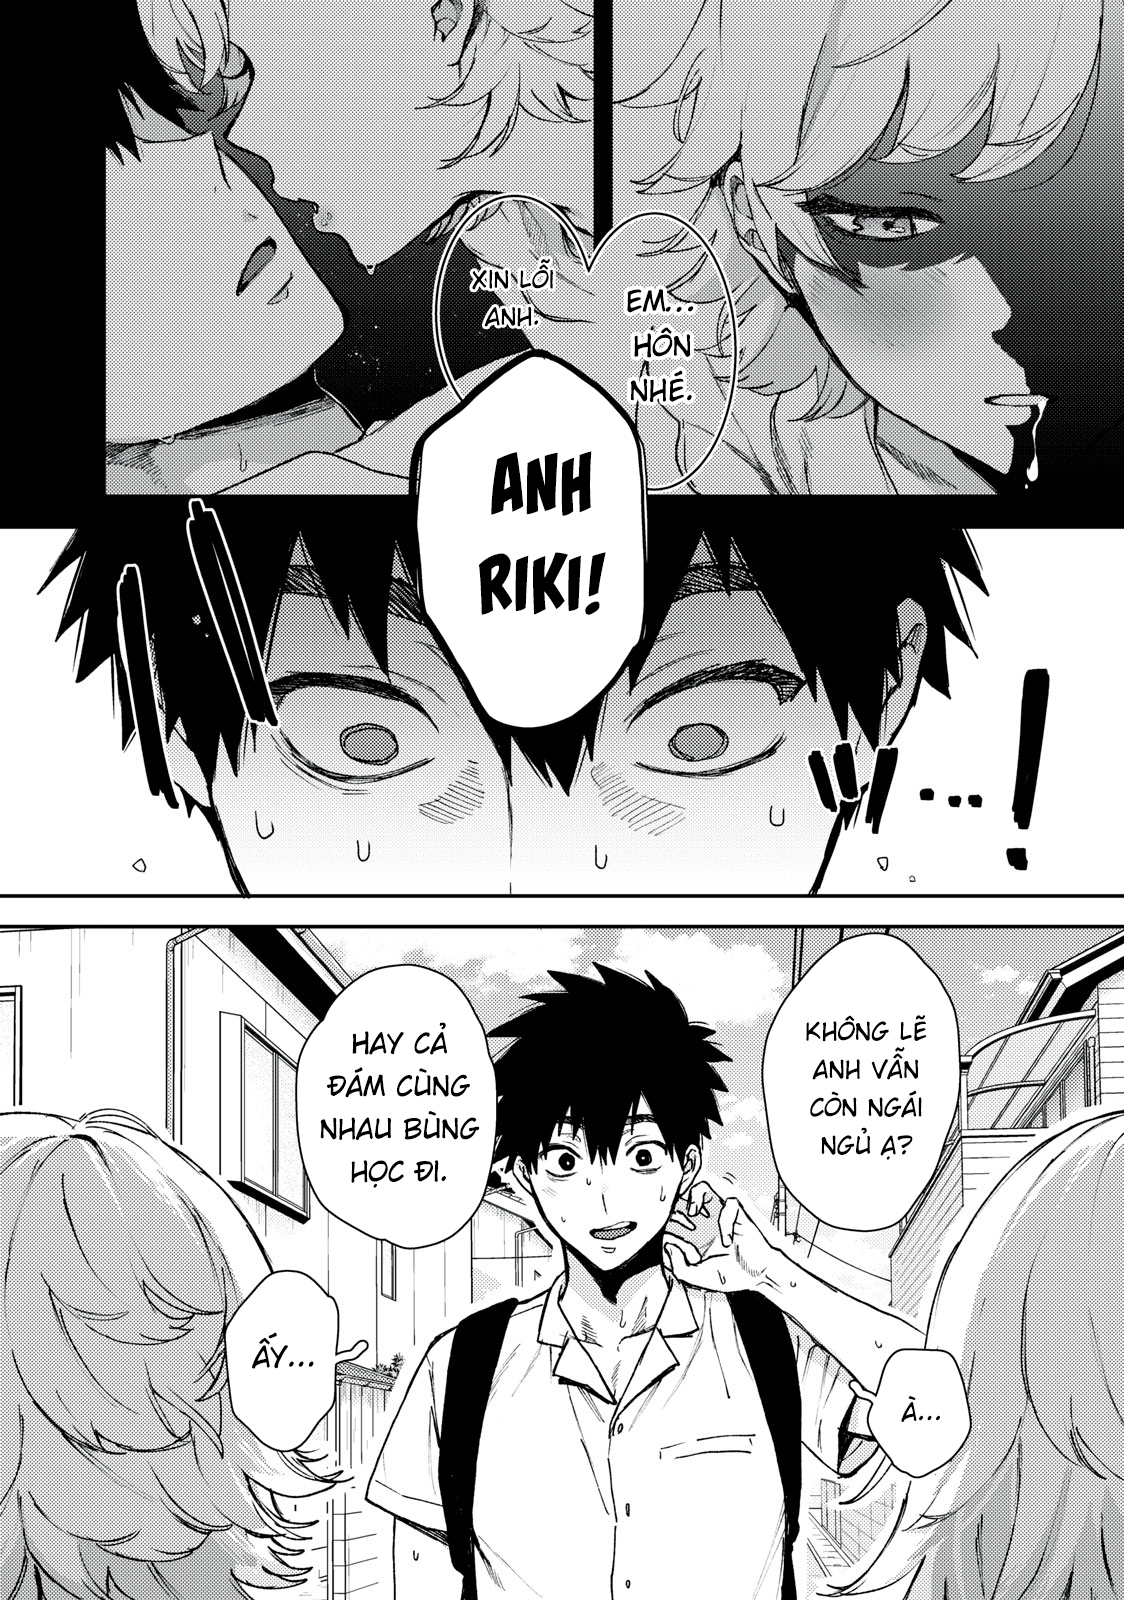 EM...
HÔN
NHÉ.
XIN LỖI
ANH.
ANH
RIKI!
...!
KHÔNG LẼ
ANH VẪN
CÒN NGÁI
NGỦ Ạ?
À...
HAY CẢ
ĐÁM CÙNG
NHAU BÙNG
HỌC ĐI.
ẤY...